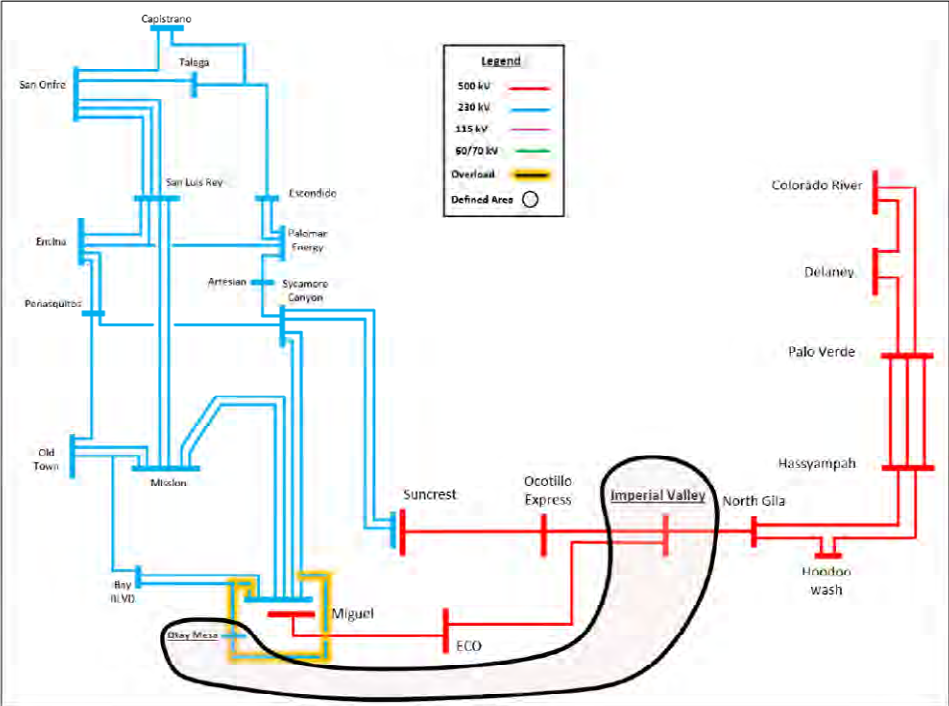 Capistrano
Talega
San Onfre
San Luis Rey
Escondido
Encina
Palomar
Energy
Artesian
Sycamore
Canyon
Penasquitos
Old
Town
Mission
Bay
BLVD
Otay Mesa
Miguel
ECO
Suncrest
Ocotillo
Express
Imperial Valley
North Gila
Hoodoo
wash
Hassyampah
Palo Verde
Delaney
Colorado River
Legend
500 kV
230 kV
115 kV
60/70 kV
Overload
Defined Area